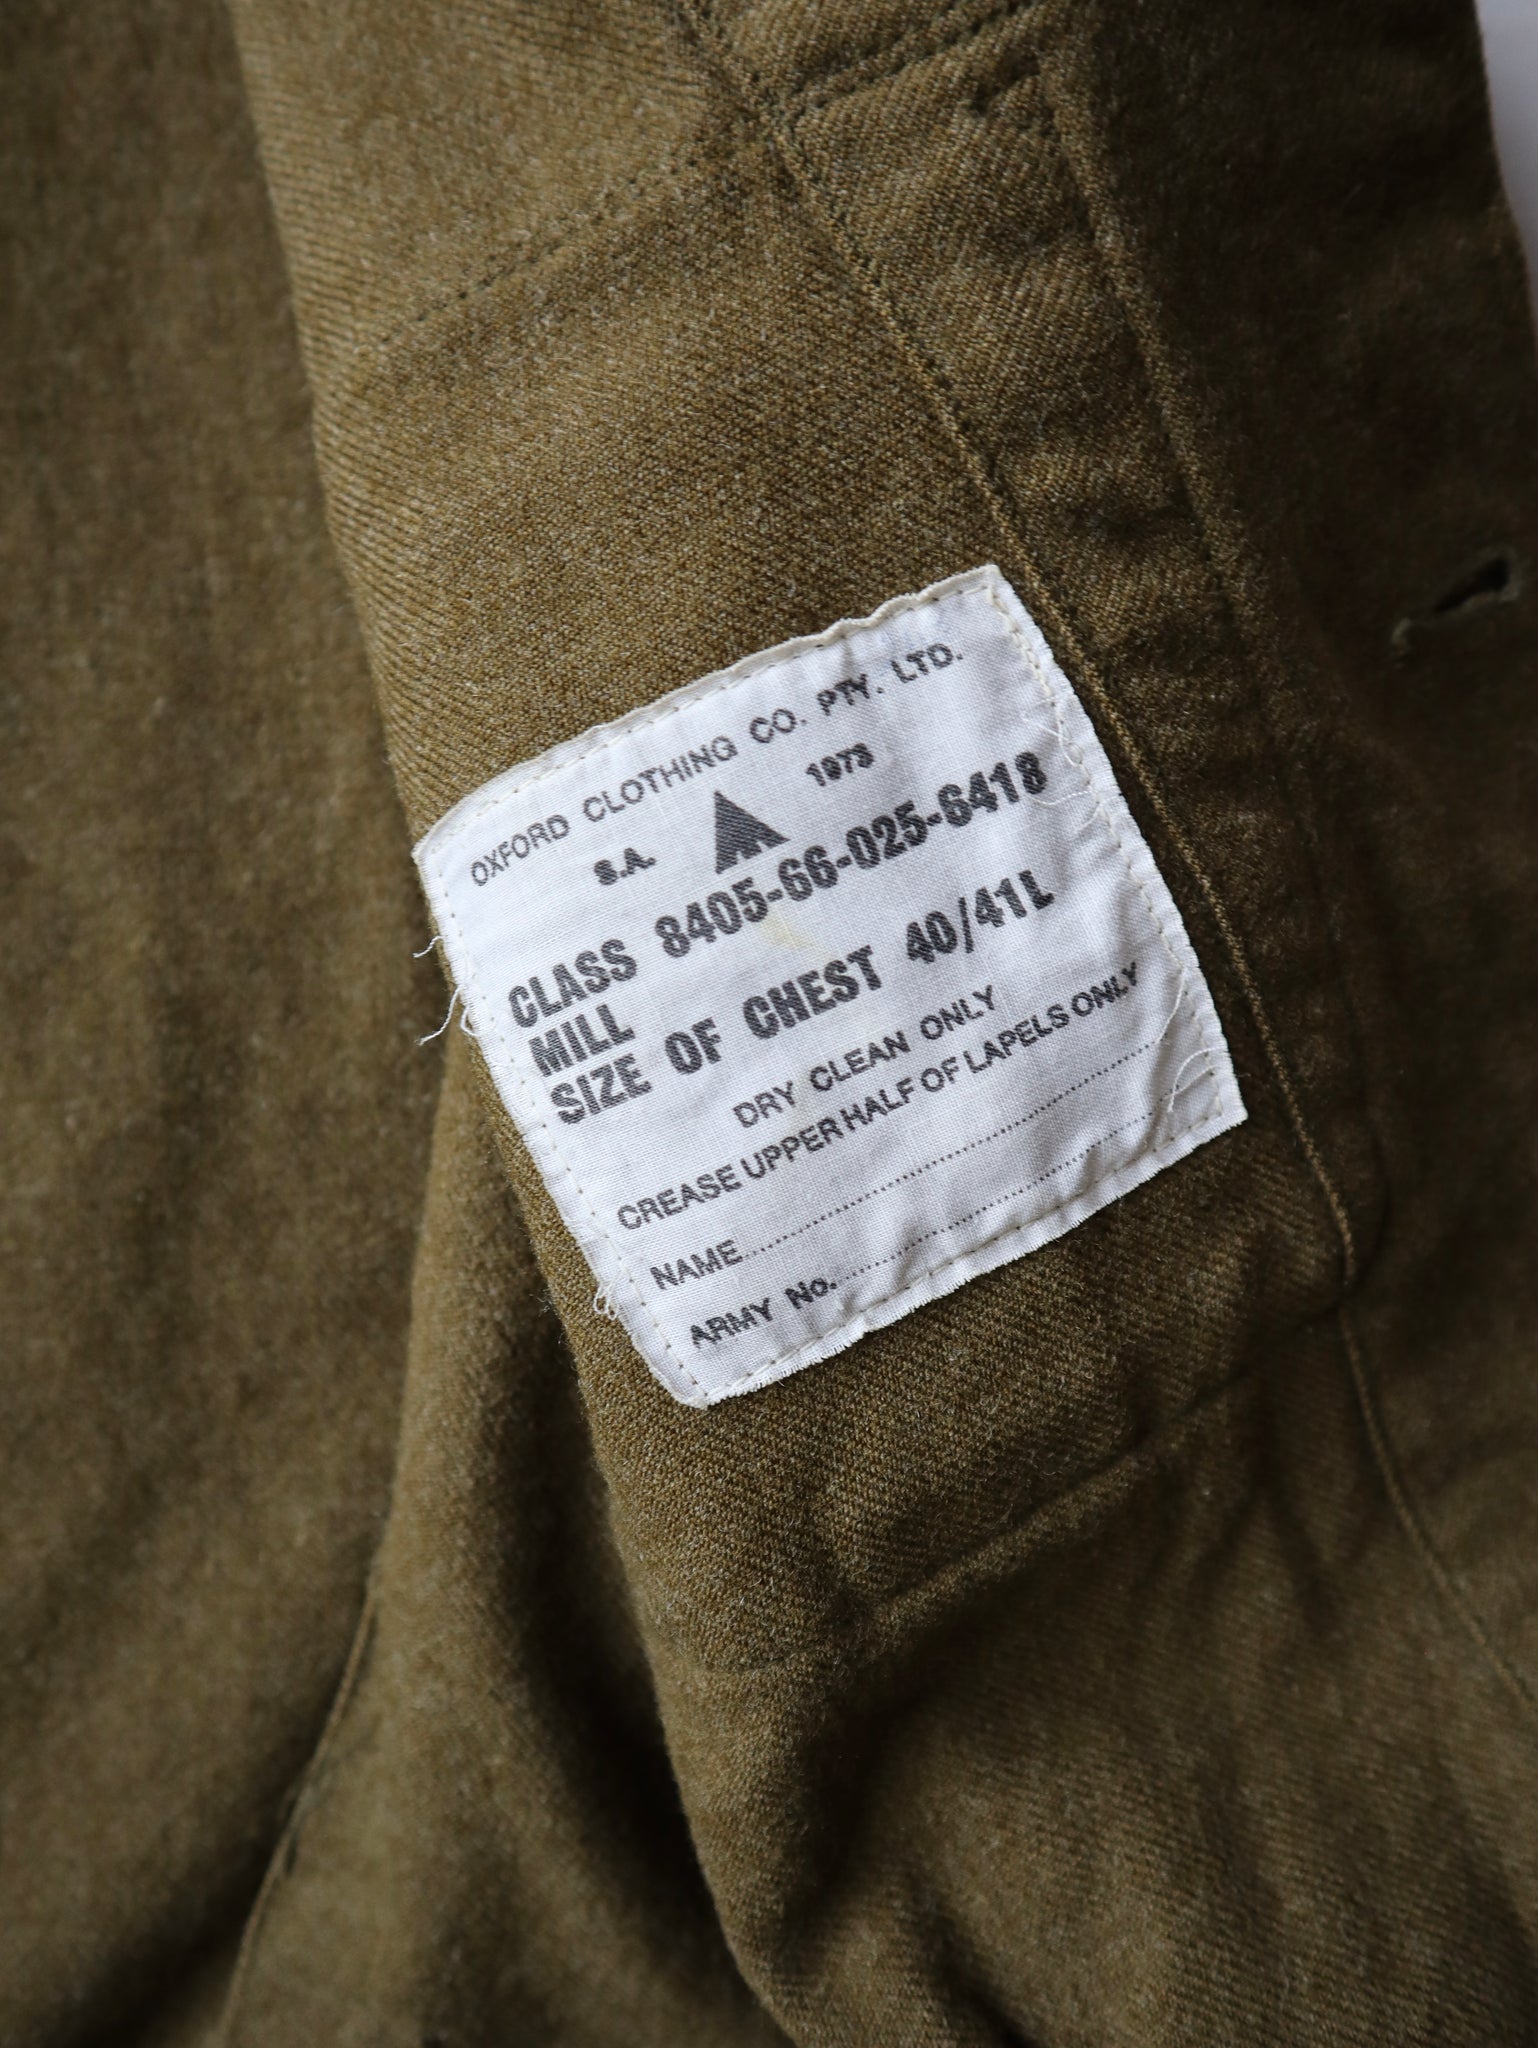 OXFORD CLOTHING CO. PTY. LTD.
S.A. 1973
CLASS 8405-66-025-6418
MILL
SIZE OF CHEST 40/41L
DRY CLEAN ONLY
CREASE UPPER HALF OF LAPELS ONLY
NAME
ARMY No.